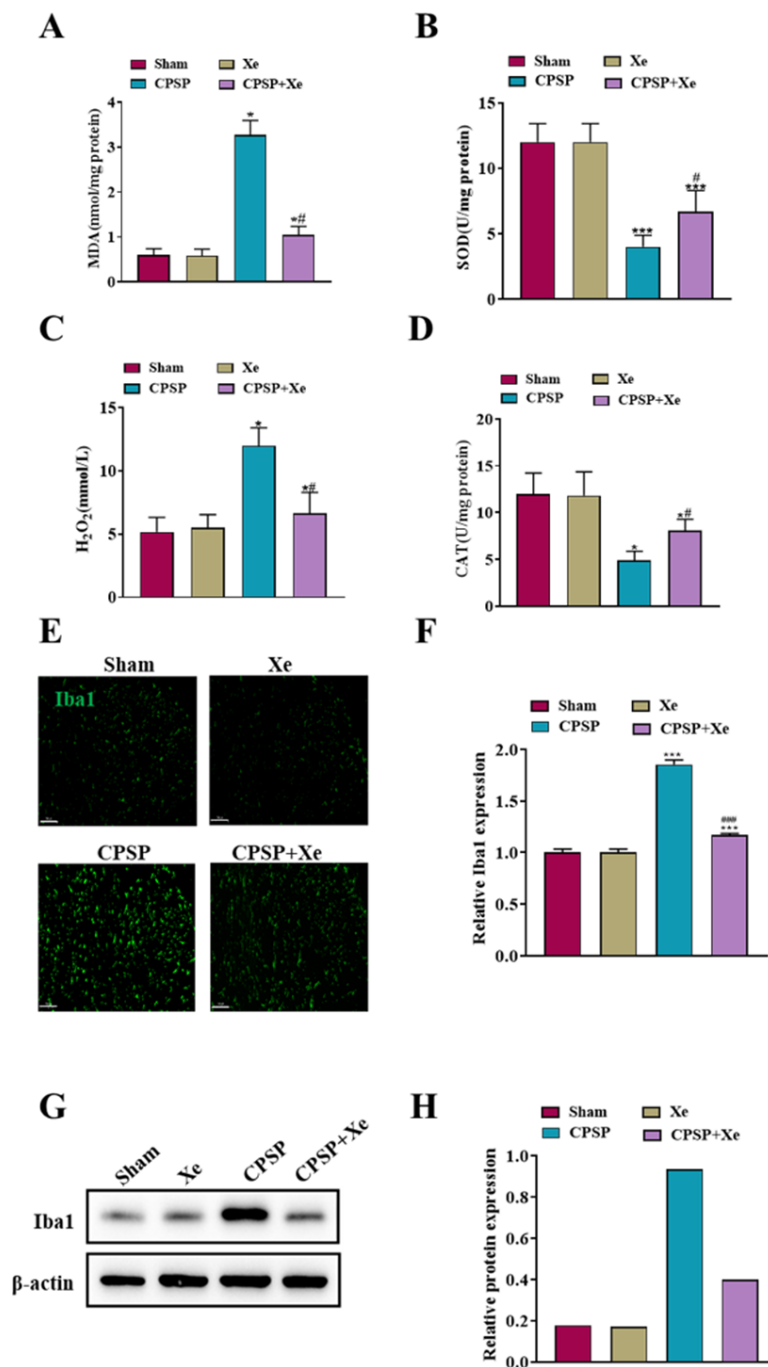 A
Sham
Xe
CPSP
CPSP+Xe
MDA(nmol/mg protein)
4
3
2
1
0
*
*#
B
Sham
Xe
CPSP
CPSP+Xe
SOD(U/mg protein)
15
10
5
0
***
#
***
C
Sham
Xe
CPSP
CPSP+Xe
H₂O₂(mmol/L)
15
10
5
0
*
*#
D
Sham
Xe
CPSP
CPSP+Xe
CAT(U/mg protein)
20
15
10
5
0
*
*#
E
Sham
Xe
Iba1
CPSP
CPSP+Xe
F
Sham
Xe
CPSP
CPSP+Xe
Relative Iba1 expression
2.0
1.5
1.0
0.5
0.0
***
###
***
G
Sham
Xe
CPSP
CPSP+Xe
Iba1
β-actin
H
Sham
Xe
CPSP
CPSP+Xe
Relative protein expression
1.0
0.8
0.6
0.4
0.2
0.0